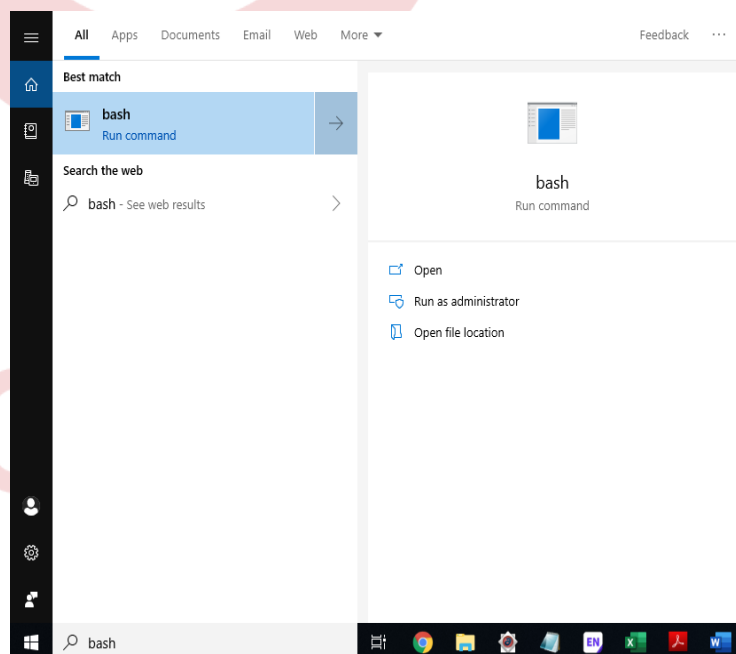 All Apps Documents Email Web More Feedback ...
Best match
bash
Run command
Search the web
bash - See web results
bash
Run command
Open
Run as administrator
Open file location
bash
EN